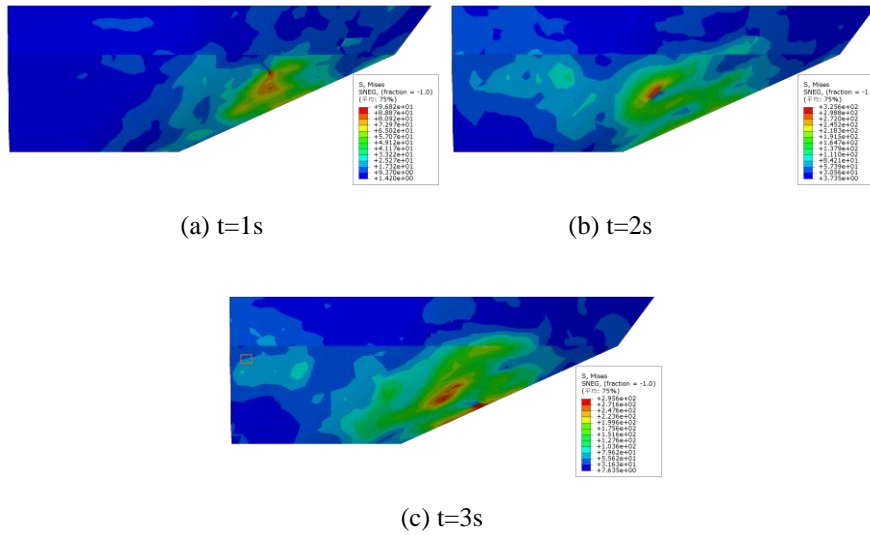 S, Mises
SNEG, (fraction = -1.0)
(平均: 75%)
+9.682e+01
+8.887e+01
+8.092e+01
+7.297e+01
+6.502e+01
+5.707e+01
+4.912e+01
+4.117e+01
+3.322e+01
+2.527e+01
+1.732e+01
+9.370e+00
+1.420e+00
S, Mises
SNEG, (fraction = -1.0)
(平均: 75%)
+3.256e+02
+2.988e+02
+2.720e+02
+2.452e+02
+2.183e+02
+1.915e+02
+1.647e+02
+1.379e+02
+1.110e+02
+8.421e+01
+5.739e+01
+3.056e+01
+3.735e+00
(a) t=1s
(b) t=2s
S, Mises
SNEG, (fraction = -1.0)
(平均: 75%)
+2.956e+02
+2.716e+02
+2.476e+02
+2.236e+02
+1.996e+02
+1.756e+02
+1.516e+02
+1.276e+02
+1.036e+02
+7.962e+01
+5.562e+01
+3.163e+01
+7.635e+00
(c) t=3s